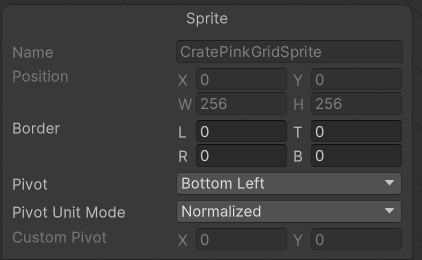 Sprite
Name CratePinkGridSprite
Position X 0 Y 0
W 256 H 256
Border L 0 T 0
R 0 B 0
Pivot Bottom Left
Pivot Unit Mode Normalized
Custom Pivot X 0 Y 0